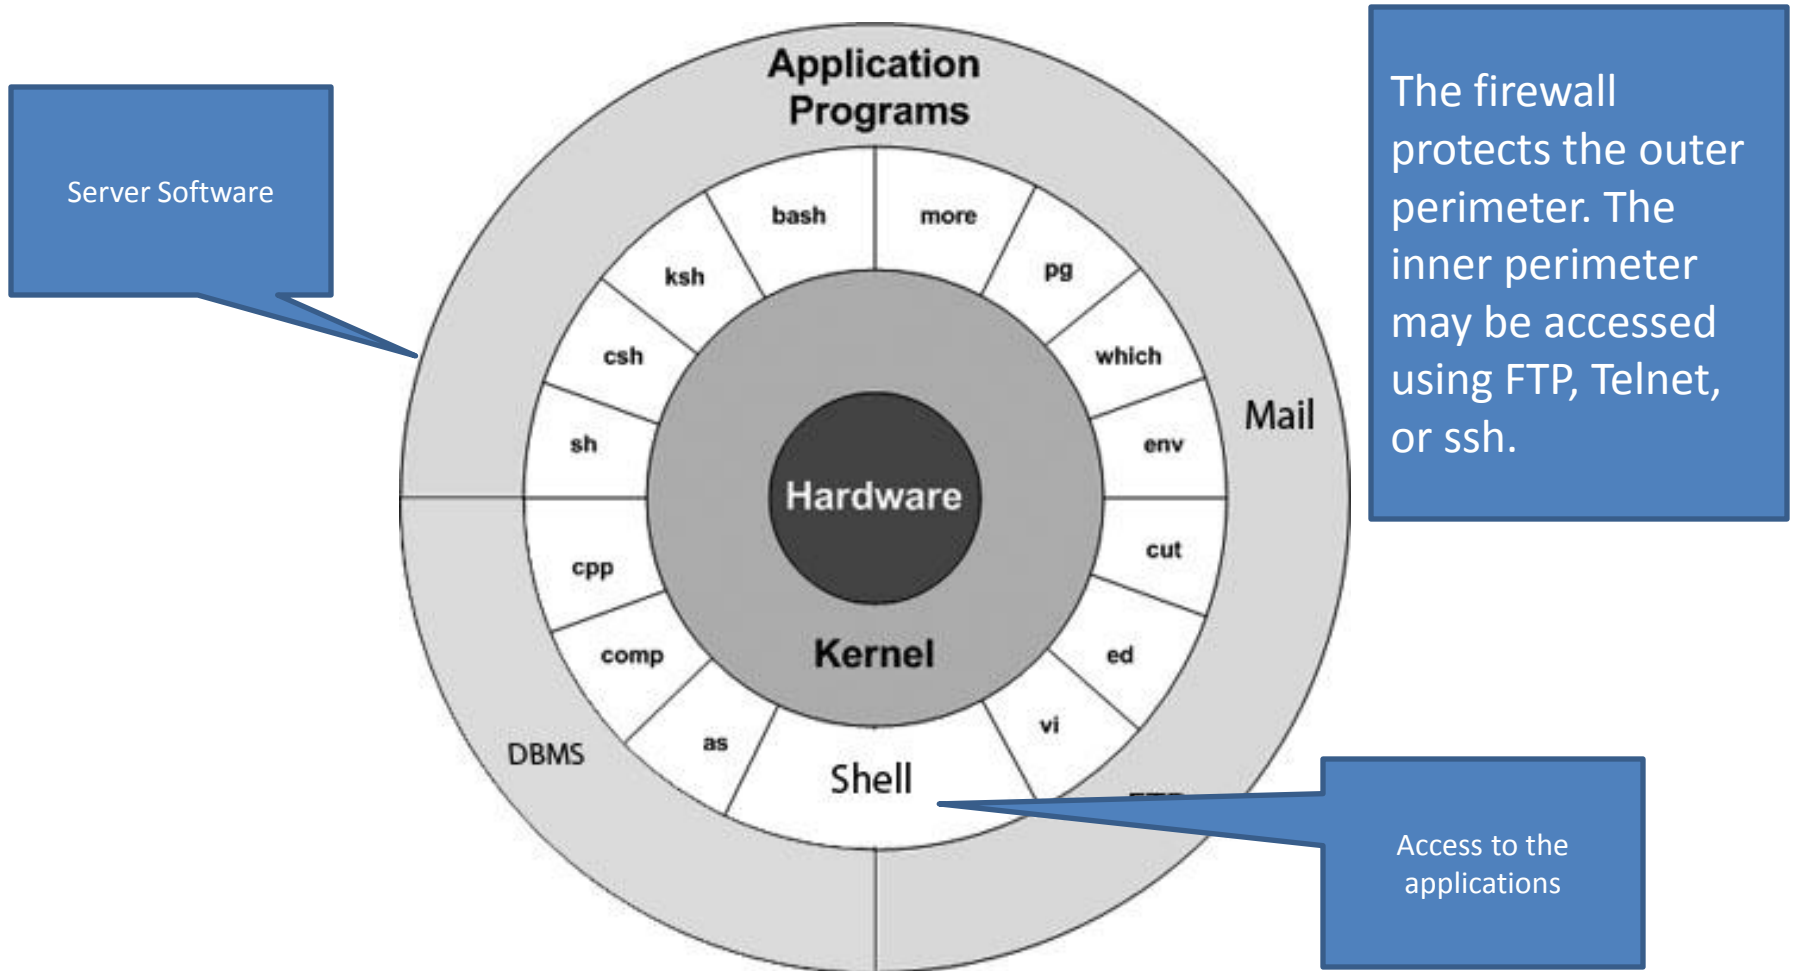 Application
Programs
Server Software
The firewall
protects the outer
perimeter. The
inner perimeter
may be accessed
using FTP, Telnet,
or ssh.
bash
more
ksh
pg
csh
which
sh
env
Mail
Hardware
cpp
cut
comp
Kernel
ed
as
vi
DBMS
Shell
Access to the
applications